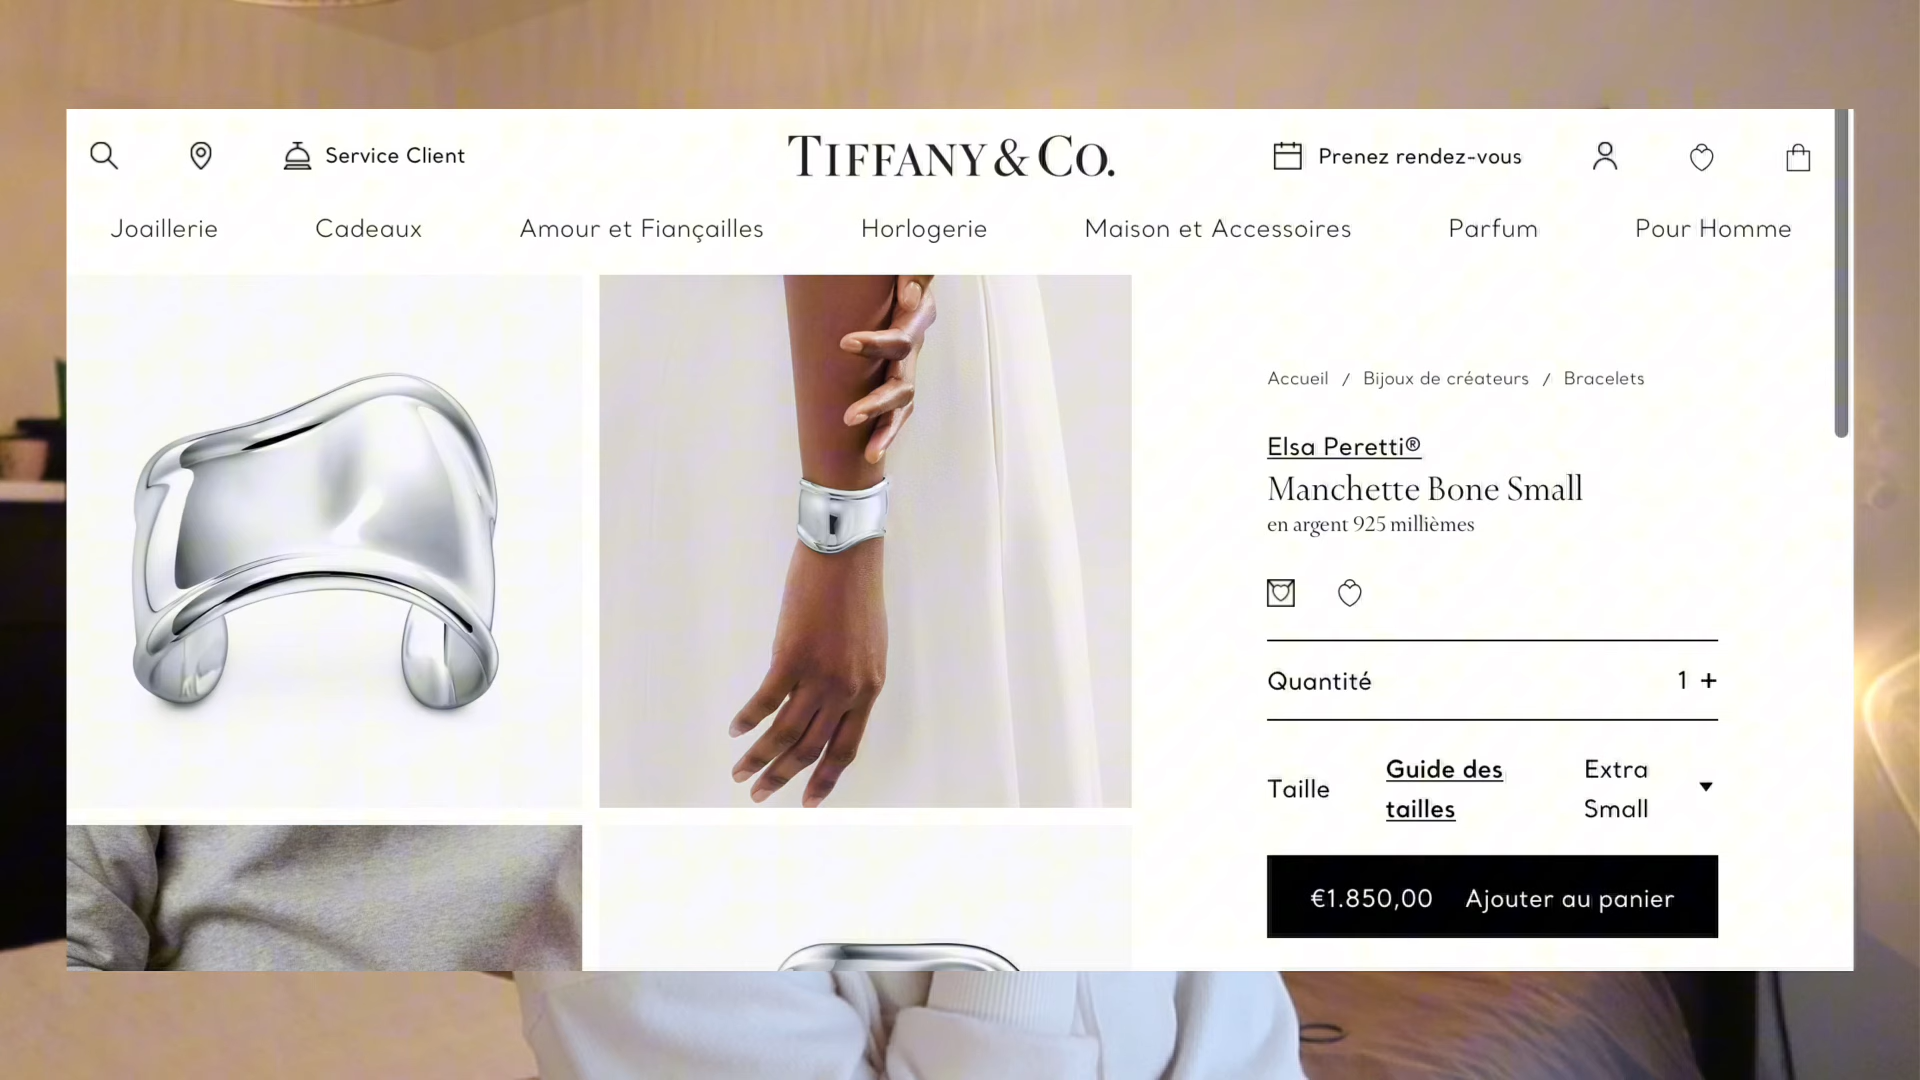 Service Client
TIFFANY & CO.
Prenez rendez-vous
Joaillerie
Cadeaux
Amour et Fiançailles
Horlogerie
Maison et Accessoires
Parfum
Pour Homme
Accueil / Bijoux de créateurs / Bracelets
Elsa Peretti®
Manchette Bone Small
en argent 925 millièmes
Quantité 1 +
Taille
Guide des
tailles
Extra
Small
€1.850,00 Ajouter au panier